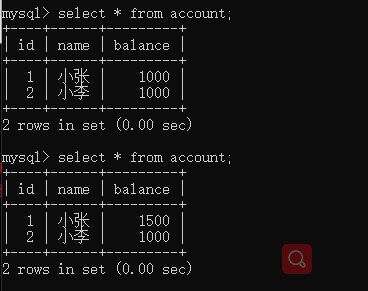 mysql> select * from account;
+----+------+---------+
| id | name | balance |
+----+------+---------+
| 1 | 小张 | 1000 |
| 2 | 小李 | 1000 |
+----+------+---------+
2 rows in set (0.00 sec)
mysql> select * from account;
+----+------+---------+
| id | name | balance |
+----+------+---------+
| 1 | 小张 | 1500 |
| 2 | 小李 | 1000 |
+----+------+---------+
2 rows in set (0.00 sec)